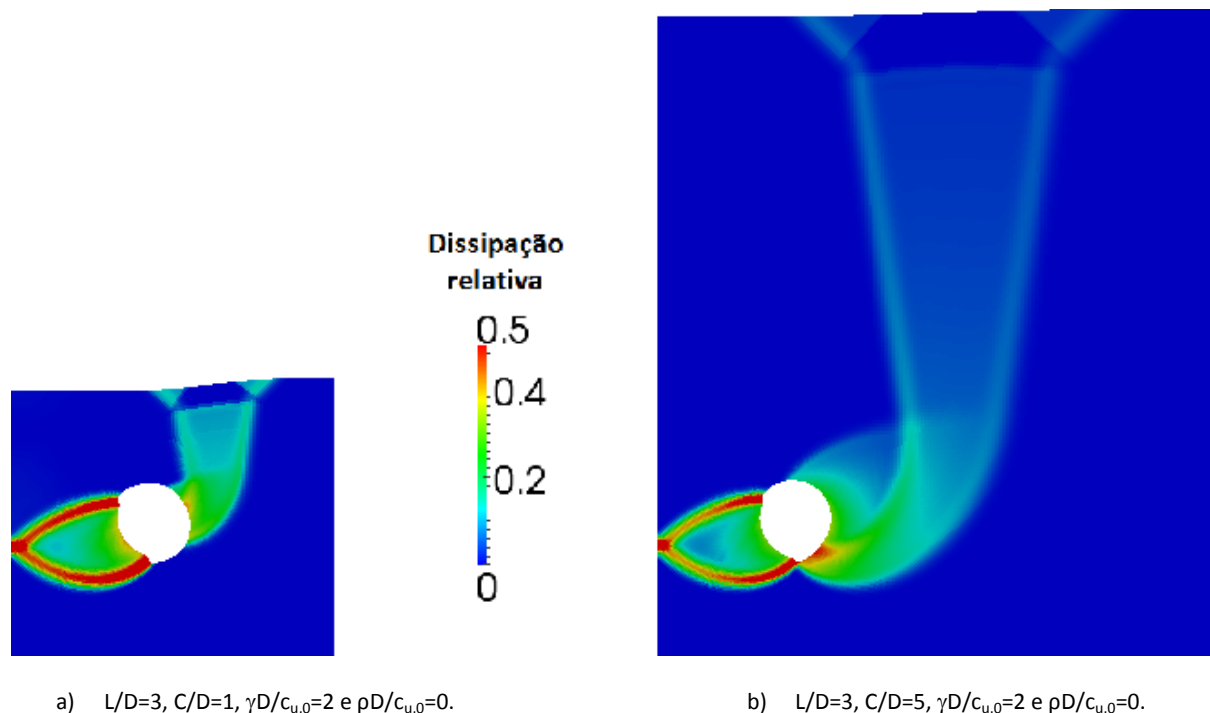 Dissipação
relativa
0.5
0.4
0.2
0
a) L/D=3, C/D=1, γD/cu,0=2 e ρD/cu,0=0.
b) L/D=3, C/D=5, γD/cu,0=2 e ρD/cu,0=0.